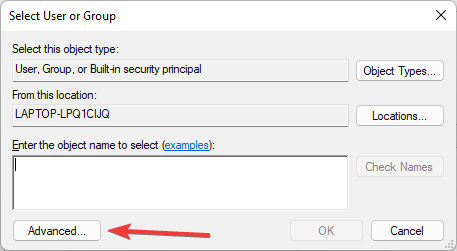 Select User or Group
Select this object type:
User, Group, or Built-in security principal
Object Types...
From this location:
LAPTOP-LPQ1CIJQ
Locations...
Enter the object name to select (examples):
Check Names
Advanced...
OK
Cancel